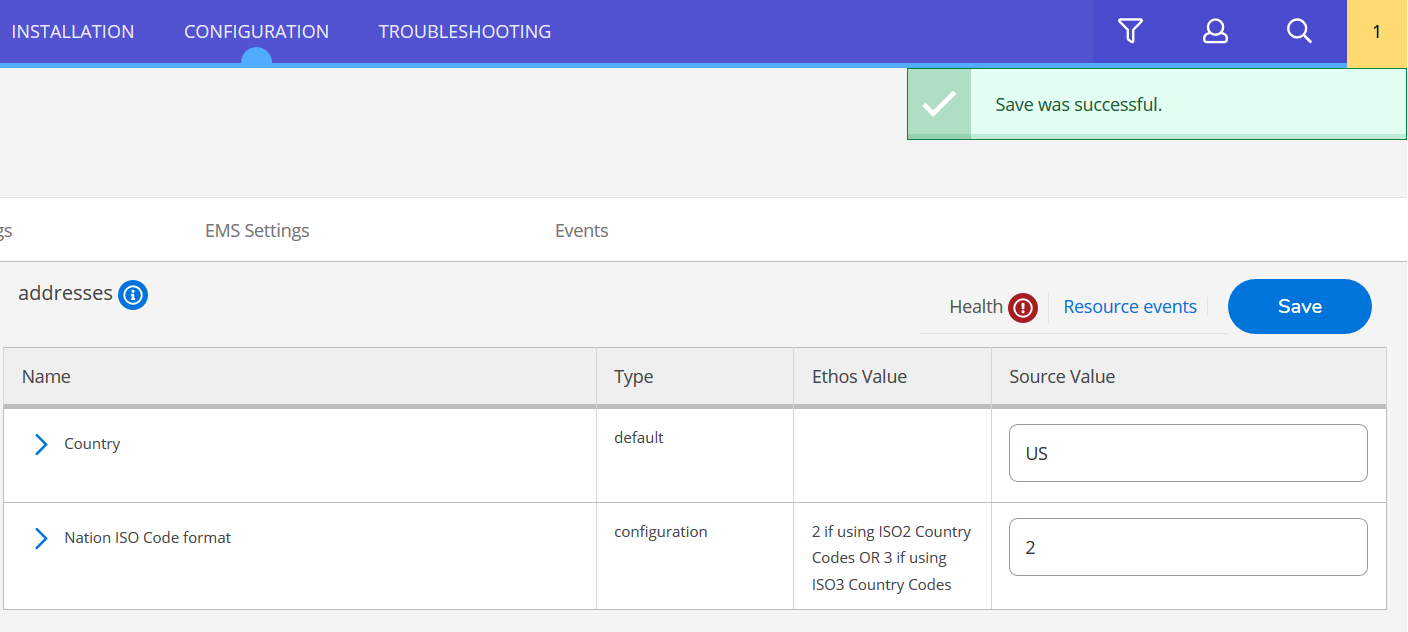 INSTALLATION CONFIGURATION TROUBLESHOOTING 1
Save was successful.
gs EMS Settings Events
addresses
Health Resource events Save
Name Type Ethos Value Source Value
Country default US
Nation ISO Code format configuration 2 if using ISO2 Country
Codes OR 3 if using
ISO3 Country Codes
2